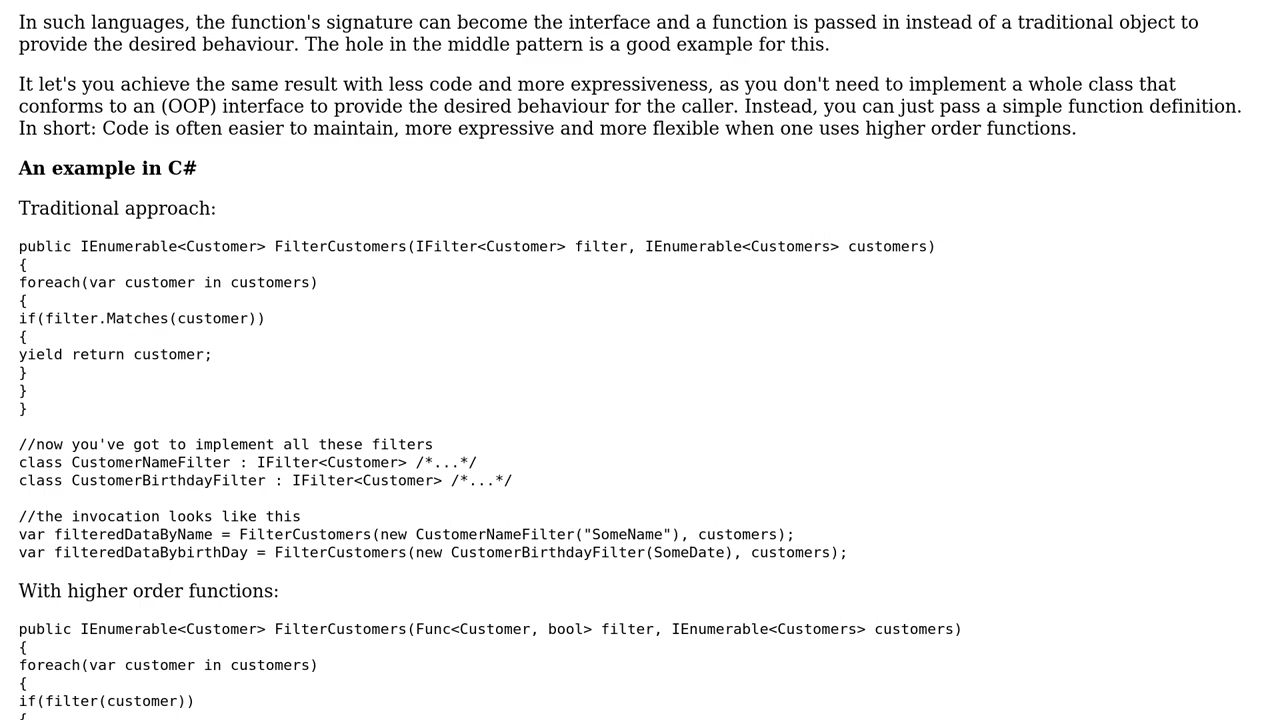 In such languages, the function's signature can become the interface and a function is passed in instead of a traditional object to
provide the desired behaviour. The hole in the middle pattern is a good example for this.
It let's you achieve the same result with less code and more expressiveness, as you don't need to implement a whole class that
conforms to an (OOP) interface to provide the desired behaviour for the caller. Instead, you can just pass a simple function definition.
In short: Code is often easier to maintain, more expressive and more flexible when one uses higher order functions.
An example in C#
Traditional approach:
public IEnumerable<Customer> FilterCustomers(IFilter<Customer> filter, IEnumerable<Customers> customers)
{
foreach(var customer in customers)
{
if(filter.Matches(customer))
{
yield return customer;
}
}
}
//now you've got to implement all these filters
class CustomerNameFilter : IFilter<Customer> /*...*/
class CustomerBirthdayFilter : IFilter<Customer> /*...*/
//the invocation looks like this
var filteredDataByName = FilterCustomers(new CustomerNameFilter("SomeName"), customers);
var filteredDataBybirthDay = FilterCustomers(new CustomerBirthdayFilter(SomeDate), customers);
With higher order functions:
public IEnumerable<Customer> FilterCustomers(Func<Customer, bool> filter, IEnumerable<Customers> customers)
{
foreach(var customer in customers)
{
if(filter(customer))
{